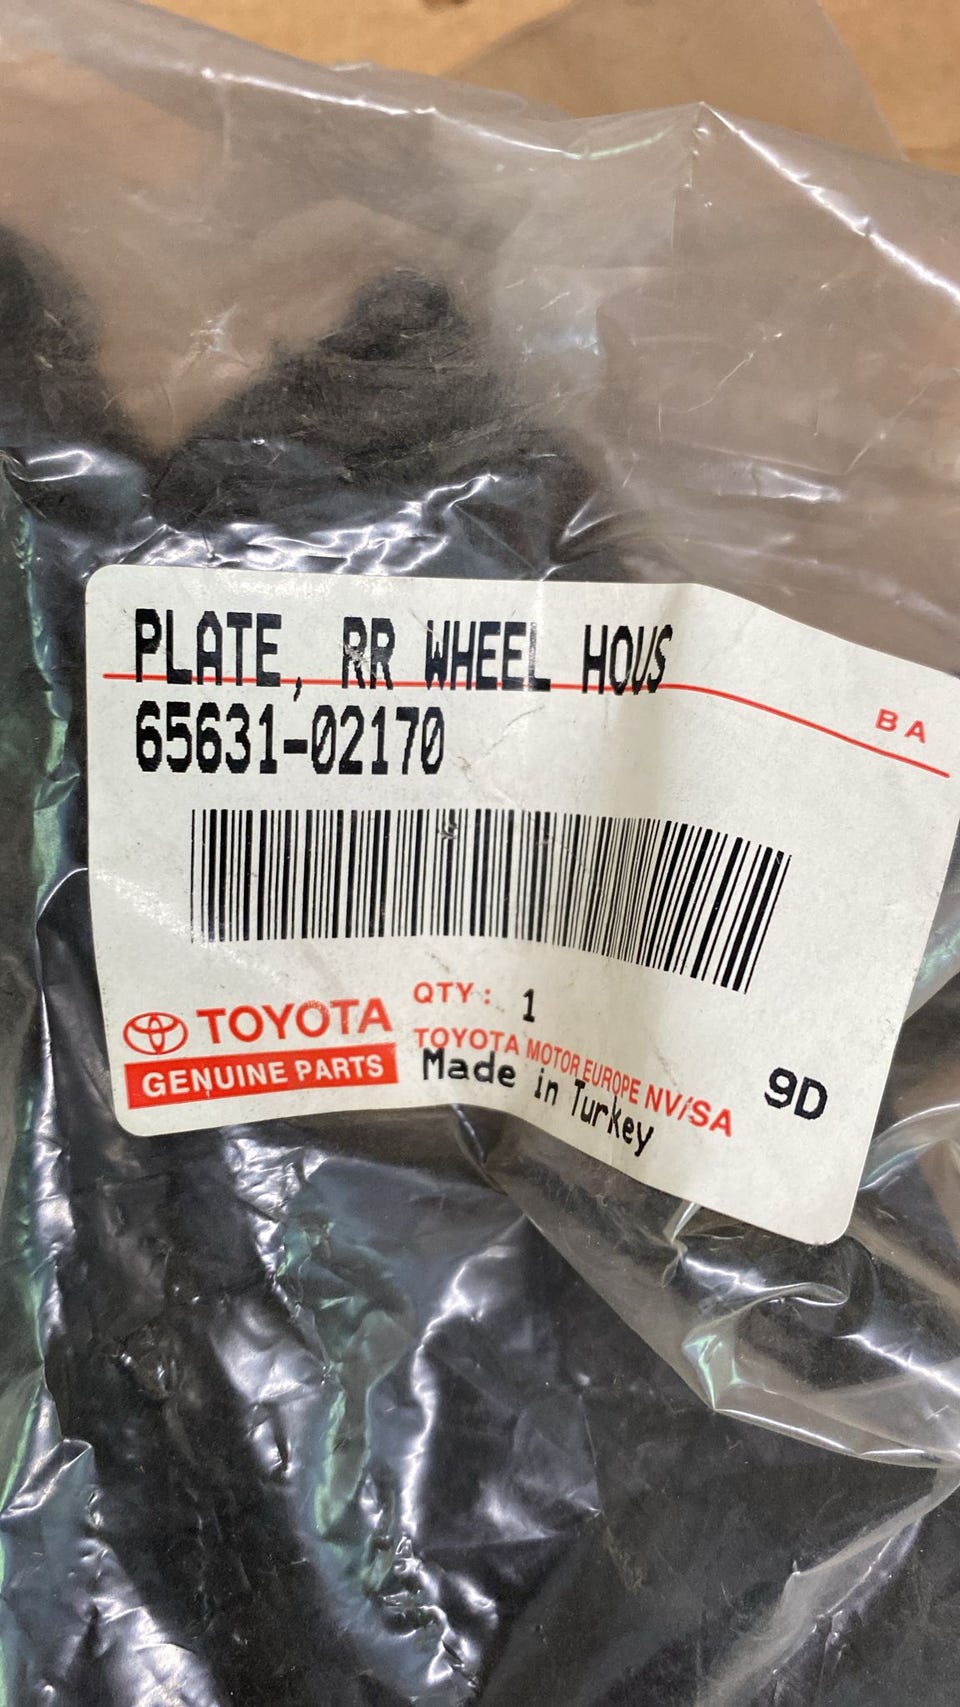 PLATE, RR WHEEL HOUS
BA
65631-02170
QTY: 1
TOYOTA
TOYOTA MOTOR EUROPE NV/SA
GENUINE PARTS
Made in Turkey
9D